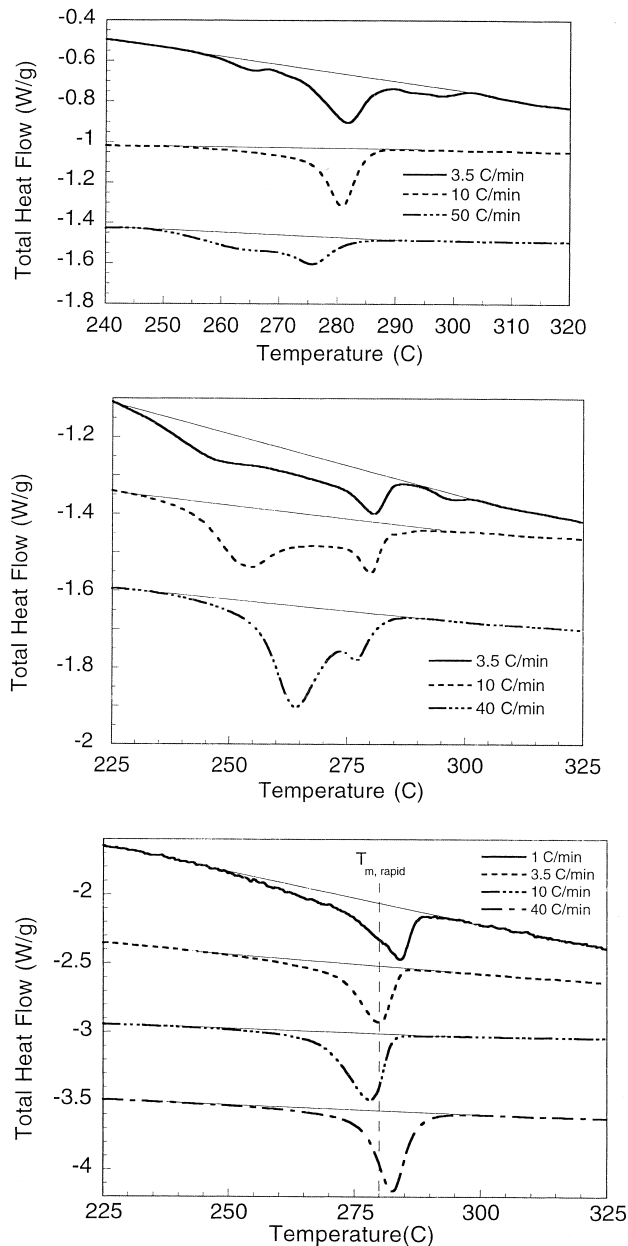 Total Heat Flow (W/g)
-0.4
-0.6
-0.8
-1
-1.2
-1.4
-1.6
-1.8
3.5 C/min
10 C/min
50 C/min
240 250 260 270 280 290 300 310 320
Temperature (C)
Total Heat Flow (W/g)
-1.2
-1.4
-1.6
-1.8
-2
3.5 C/min
10 C/min
40 C/min
225 250 275 300 325
Temperature (C)
Total Heat Flow (W/g)
-2
-2.5
-3
-3.5
-4
Tm, rapid
1 C/min
3.5 C/min
10 C/min
40 C/min
225 250 275 300 325
Temperature(C)